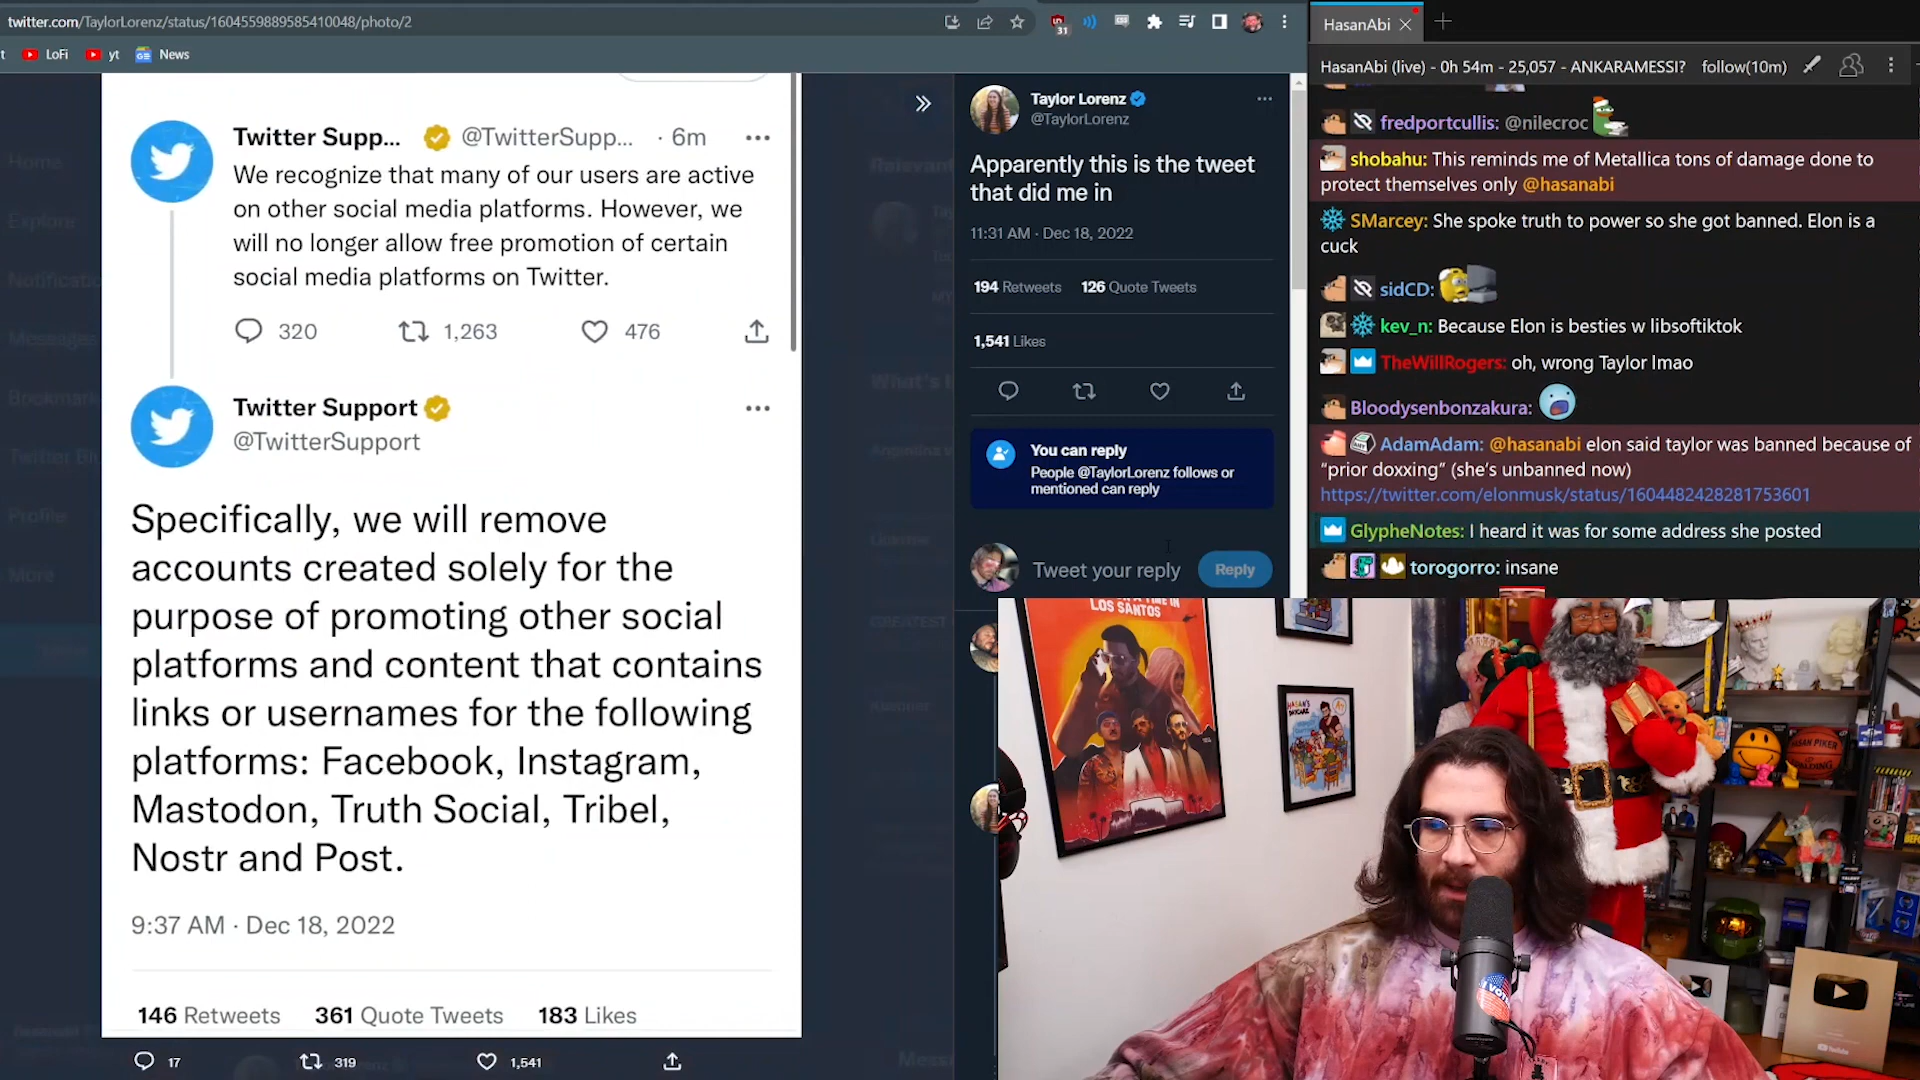 twitter.com/TaylorLorenz/status/1604559889585410048/photo/2
LoFi
yt
News
Twitter Supp... @TwitterSupp... · 6m
We recognize that many of our users are active
on other social media platforms. However, we
will no longer allow free promotion of certain
social media platforms on Twitter.
320 1,263 476
Twitter Support
@TwitterSupport
Specifically, we will remove
accounts created solely for the
purpose of promoting other social
platforms and content that contains
links or usernames for the following
platforms: Facebook, Instagram,
Mastodon, Truth Social, Tribel,
Nostr and Post.
9:37 AM · Dec 18, 2022
146 Retweets 361 Quote Tweets 183 Likes
17 319 1,541
Home
Explore
Messages
Profile
More
Taylor Lorenz
@TaylorLorenz
Apparently this is the tweet
that did me in
11:31 AM · Dec 18, 2022
194 Retweets 126 Quote Tweets
1,541 Likes
You can reply
People @TaylorLorenz follows or
mentioned can reply
Tweet your reply
Reply
HasanAbi
HasanAbi (live) - 0h 54m - 25,057 - ANKARAMESSI? follow(10m)
fredportcullis: @nilecroc
shobahu: This reminds me of Metallica tons of damage done to
protect themselves only @hasanabi
SMarcey: She spoke truth to power so she got banned. Elon is a
cuck
sidCD:
kev_n: Because Elon is besties w libsoftiktok
TheWillRogers: oh, wrong Taylor lmao
Bloodysenbonzakura:
AdamAdam: @hasanabi elon said taylor was banned because of
“prior doxxing” (she’s unbanned now)
https://twitter.com/elonmusk/status/1604482428281753601
GlypheNotes: I heard it was for some address she posted
torogorro: insane
LOS SANTOS
HASAN PIKER
SPALDING
I VOTED
YouTube